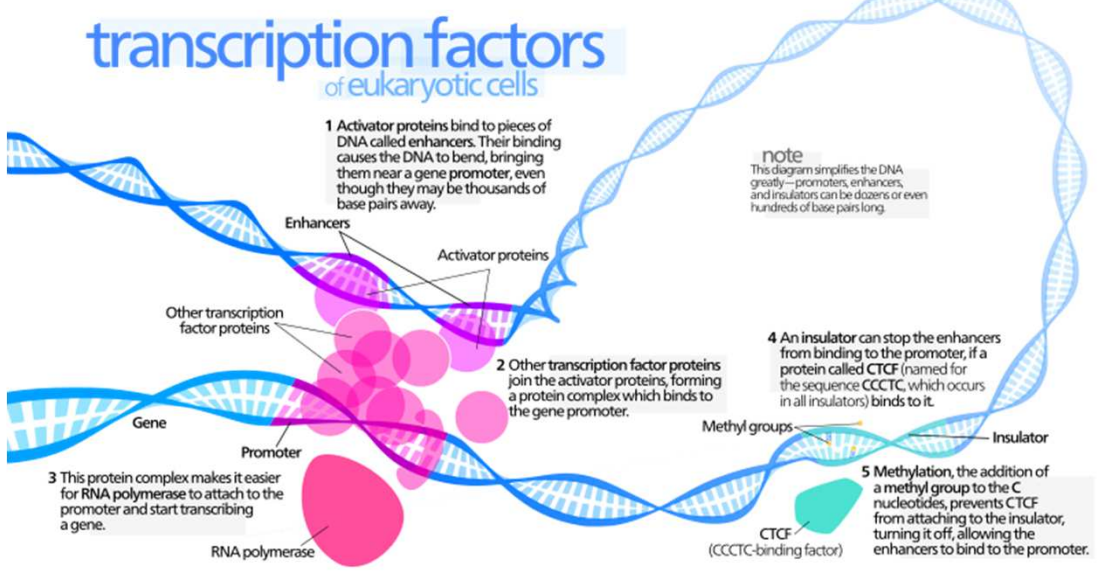 transcription factors
of eukaryotic cells
1 Activator proteins bind to pieces of
DNA called enhancers. Their binding
causes the DNA to bend, bringing
them near a gene promoter, even
though they may be thousands of
base pairs away.
note
This diagram simplifies the DNA
greatly—promoters, enhancers,
and insulators can be dozens or even
hundreds of base pairs long.
Enhancers
Activator proteins
Other transcription
factor proteins
2 Other transcription factor proteins
join the activator proteins, forming
a protein complex which binds to
the gene promoter.
4 An insulator can stop the enhancers
from binding to the promoter, if a
protein called CTCF (named for
the sequence CCCTC, which occurs
in all insulators) binds to it.
Gene
Methyl groups
Insulator
Promoter
3 This protein complex makes it easier
for RNA polymerase to attach to the
promoter and start transcribing
a gene.
5 Methylation, the addition of
a methyl group to the C
nucleotides, prevents CTCF
from attaching to the insulator,
turning it off, allowing the
enhancers to bind to the promoter.
RNA polymerase
CTCF
(CCCTC-binding factor)